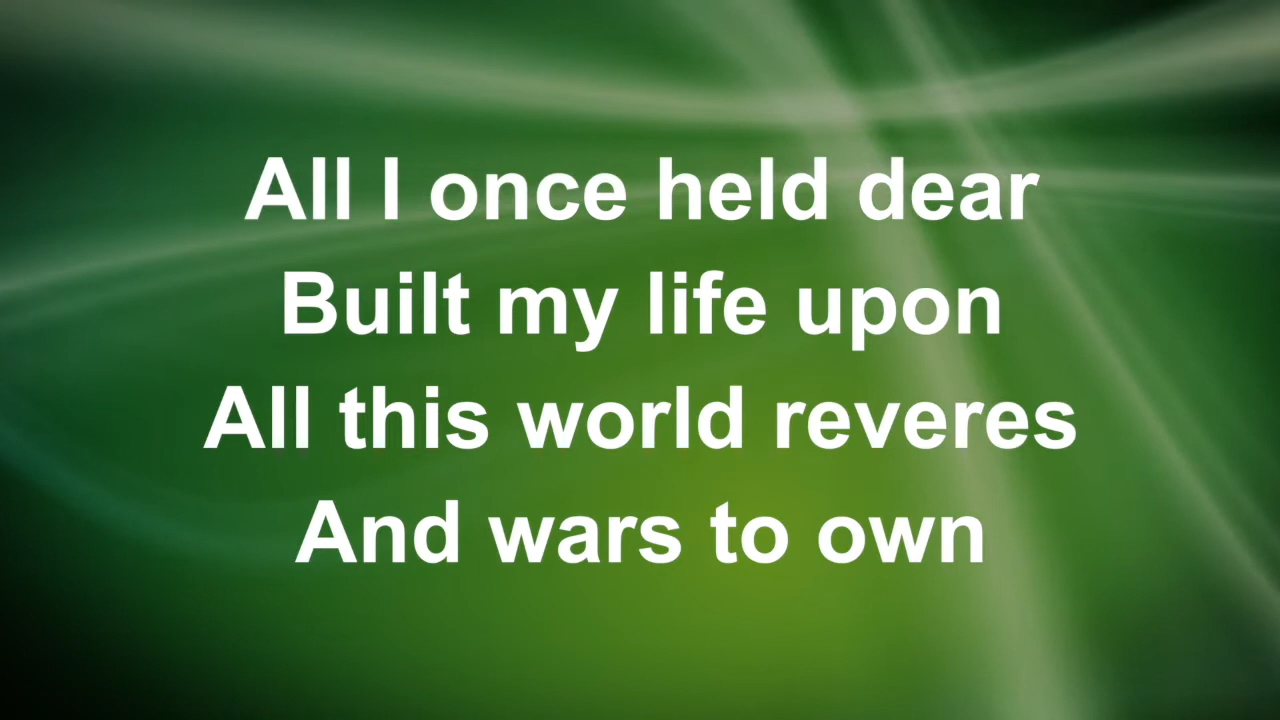 All I once held dear
Built my life upon
All this world reveres
And wars to own